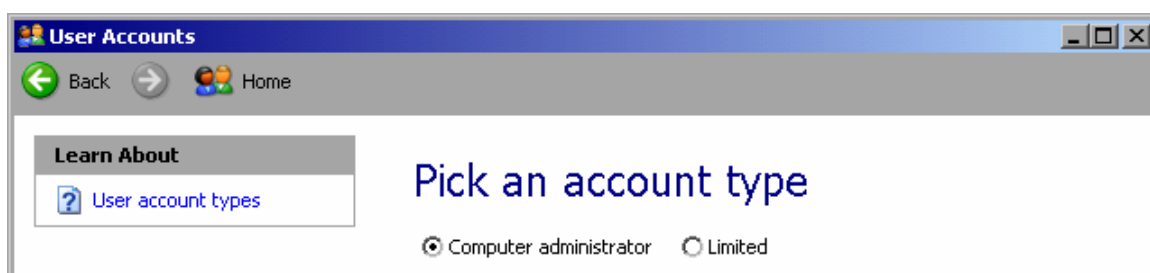 User Accounts
Back Home
Learn About
User account types
Pick an account type
Computer administrator Limited